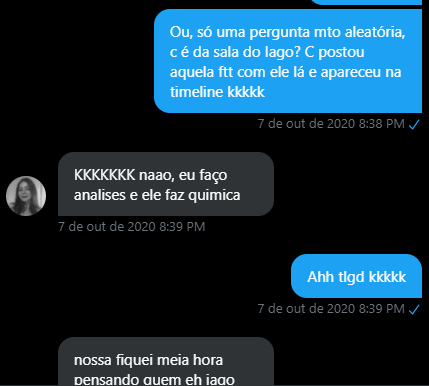 Ou, só uma pergunta mto aleatória,
c é da sala do Iago? C postou
aquela ftt com ele lá e apareceu na
timeline kkkkk
7 de out de 2020 8:38 PM
KKKKKKK naao, eu faço
analises e ele faz quimica
7 de out de 2020 8:39 PM
Ahh tlgd kkkkk
7 de out de 2020 8:39 PM
nossa fiquei meia hora
pensando quem eh iago